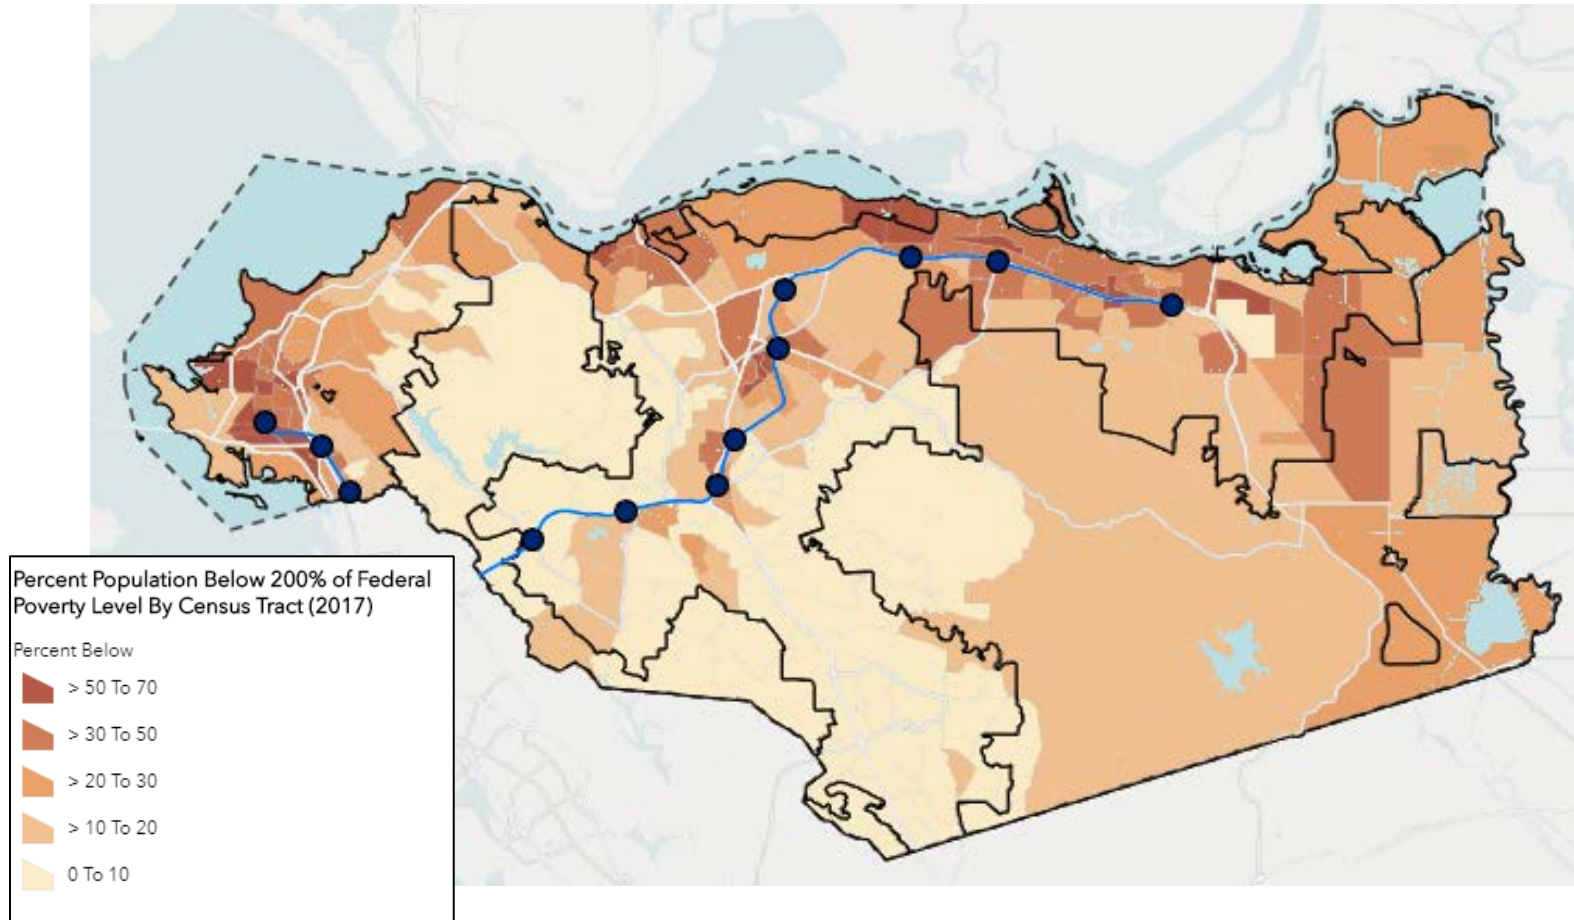 Percent Population Below 200% of Federal
Poverty Level By Census Tract (2017)
Percent Below
> 50 To 70
> 30 To 50
> 20 To 30
> 10 To 20
0 To 10